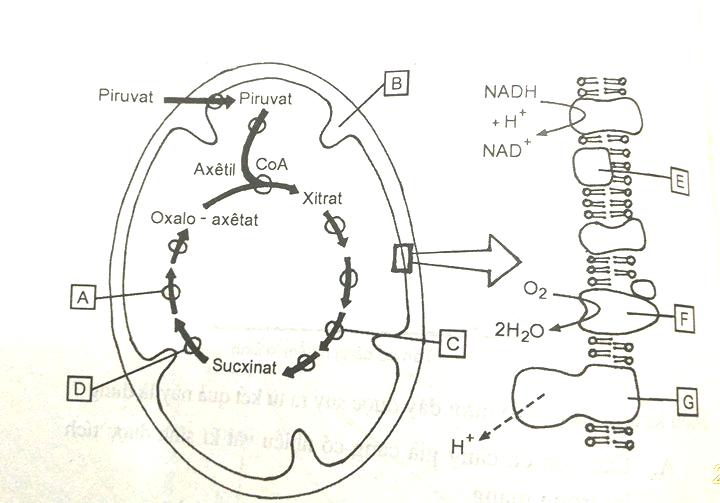 Piruvat
Piruvat
B
Axêtil
CoA
Xitrat
Oxalo - axêtat
A
C
D
Sucxinat
NADH
+ H⁺
NAD⁺
E
O₂
2H₂O
F
G
H⁺